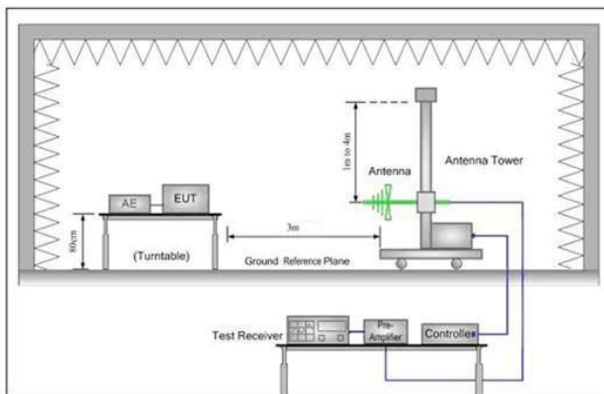 1m to 4m
Antenna
Antenna Tower
AE
EUT
80cm
(Turntable)
3m
Ground Reference Plane
Test Receiver
Pre-
Amplifier
Controller